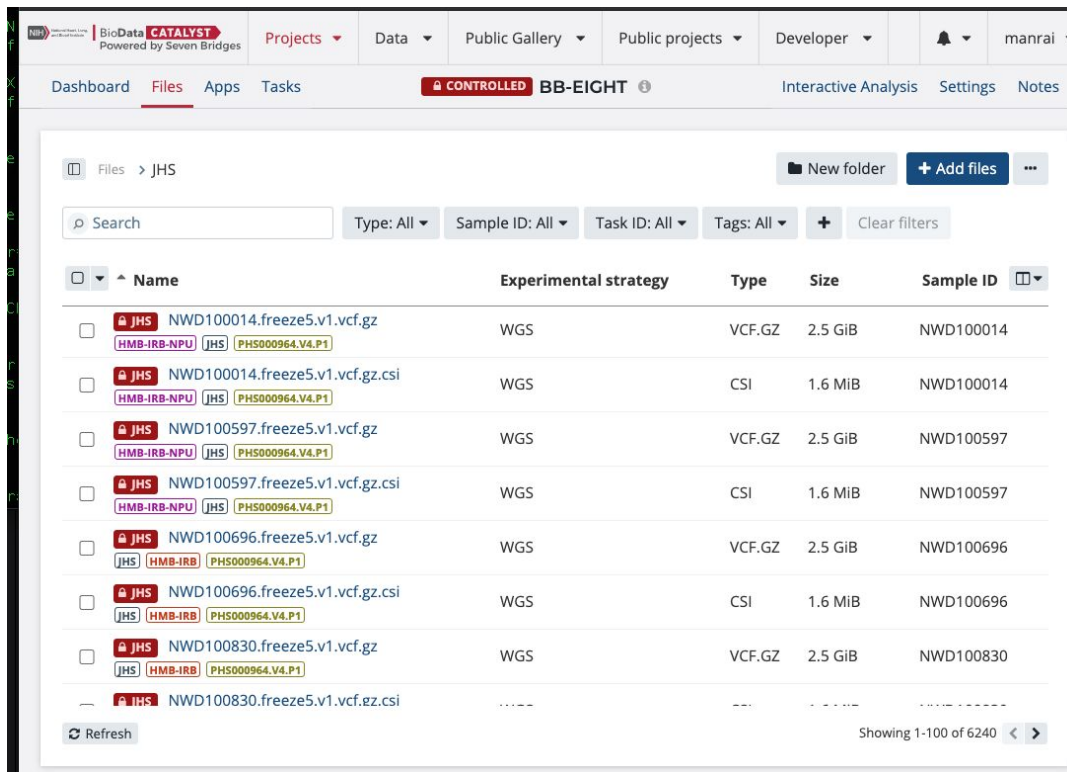 NIH National Heart, Lung, and Blood Institute BioData CATALYST Powered by Seven Bridges
Projects Data Public Gallery Public projects Developer manrai
Dashboard Files Apps Tasks CONTROLLED BB-EIGHT Interactive Analysis Settings Notes
Files > JHS New folder + Add files ...
Search Type: All Sample ID: All Task ID: All Tags: All + Clear filters
Name Experimental strategy Type Size Sample ID
JHS NWD100014.freeze5.v1.vcf.gz WGS VCF.GZ 2.5 GiB NWD100014
HMB-IRB-NPU JHS PHS000964.V4.P1
JHS NWD100014.freeze5.v1.vcf.gz.csi WGS CSI 1.6 MiB NWD100014
HMB-IRB-NPU JHS PHS000964.V4.P1
JHS NWD100597.freeze5.v1.vcf.gz WGS VCF.GZ 2.5 GiB NWD100597
HMB-IRB-NPU JHS PHS000964.V4.P1
JHS NWD100597.freeze5.v1.vcf.gz.csi WGS CSI 1.6 MiB NWD100597
HMB-IRB-NPU JHS PHS000964.V4.P1
JHS NWD100696.freeze5.v1.vcf.gz WGS VCF.GZ 2.5 GiB NWD100696
JHS HMB-IRB PHS000964.V4.P1
JHS NWD100696.freeze5.v1.vcf.gz.csi WGS CSI 1.6 MiB NWD100696
JHS HMB-IRB PHS000964.V4.P1
JHS NWD100830.freeze5.v1.vcf.gz WGS VCF.GZ 2.5 GiB NWD100830
JHS HMB-IRB PHS000964.V4.P1
JHS NWD100830.freeze5.v1.vcf.gz.csi
Refresh Showing 1-100 of 6240 < >